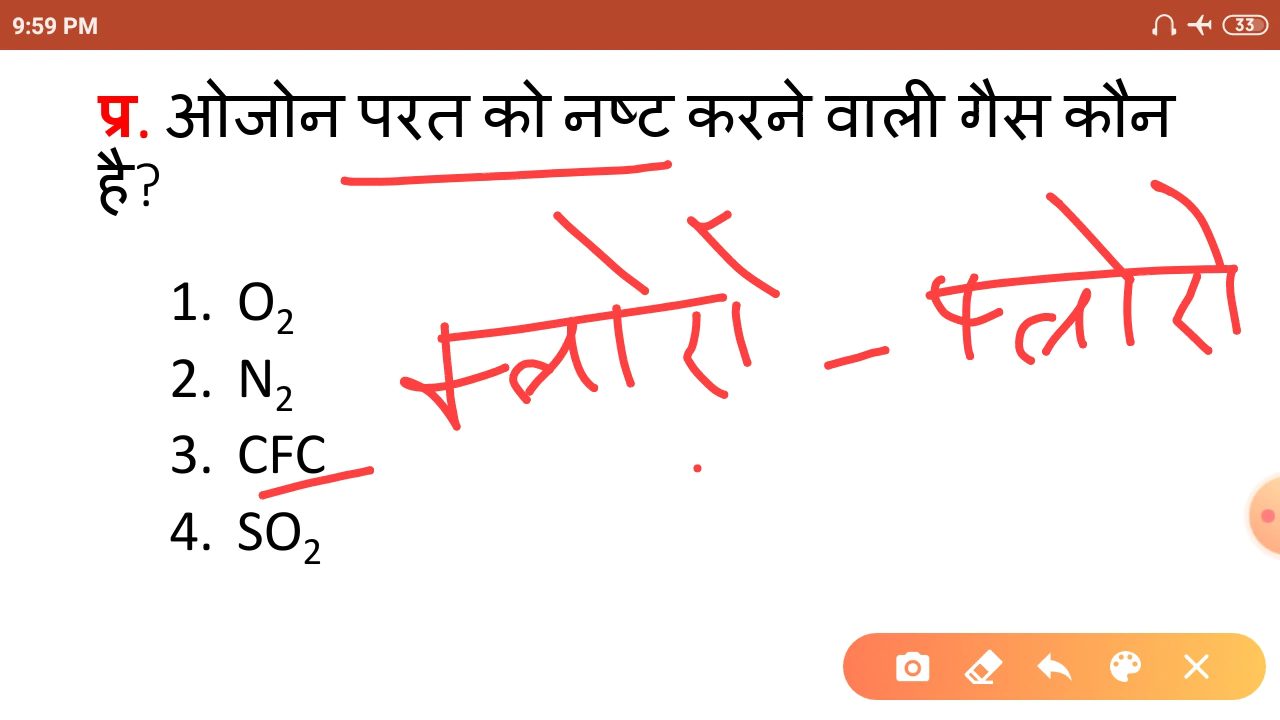 9:59 PM
33
प्र. ओजोन परत को नष्ट करने वाली गैस कौन
है?
क्लोरो - फ्लोरो
1. O₂
2. N₂
3. CFC
4. SO₂